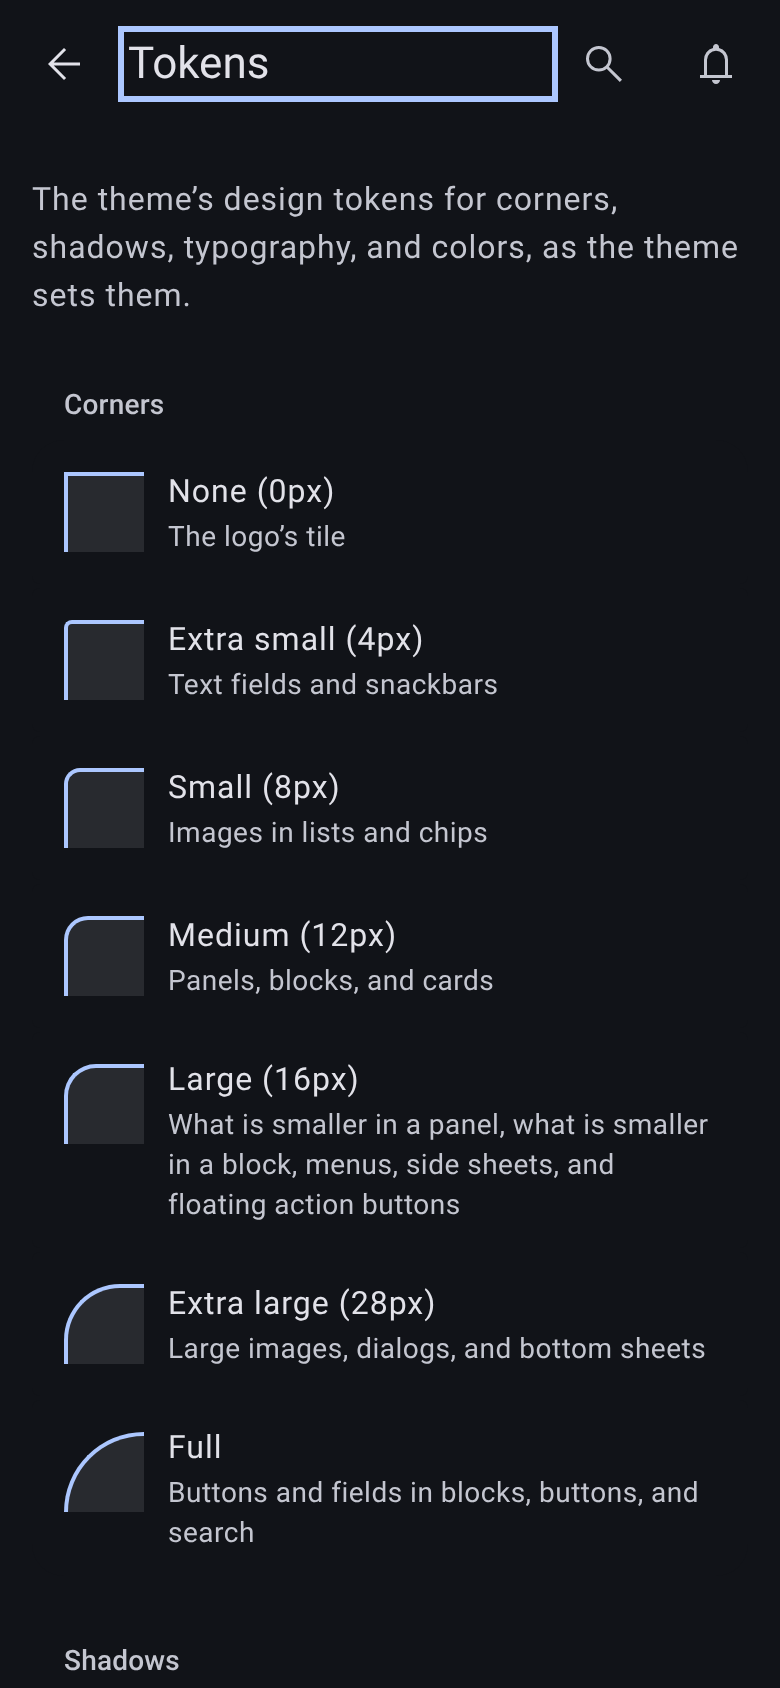 Tokens
The theme’s design tokens for corners,
shadows, typography, and colors, as the theme
sets them.
Corners
None (0px)
The logo’s tile
Extra small (4px)
Text fields and snackbars
Small (8px)
Images in lists and chips
Medium (12px)
Panels, blocks, and cards
Large (16px)
What is smaller in a panel, what is smaller
in a block, menus, side sheets, and
floating action buttons
Extra large (28px)
Large images, dialogs, and bottom sheets
Full
Buttons and fields in blocks, buttons, and
search
Shadows